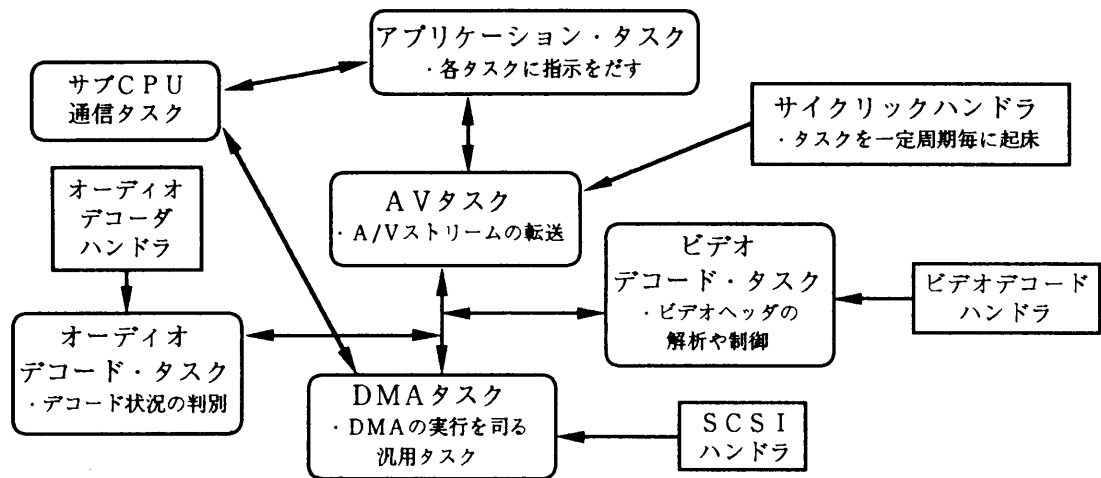 アプリケーション・タスク
・各タスクに指示をだす
サブCPU
通信タスク
サイクリックハンドラ
・タスクを一定周期毎に起床
オーディオ
デコーダ
ハンドラ
AVタスク
・A/Vストリームの転送
ビデオ
デコード・タスク
・ビデオヘッダの
解析や制御
ビデオデコード
ハンドラ
オーディオ
デコード・タスク
・デコード状況の判別
DMAタスク
・DMAの実行を司る
汎用タスク
SCSI
ハンドラ